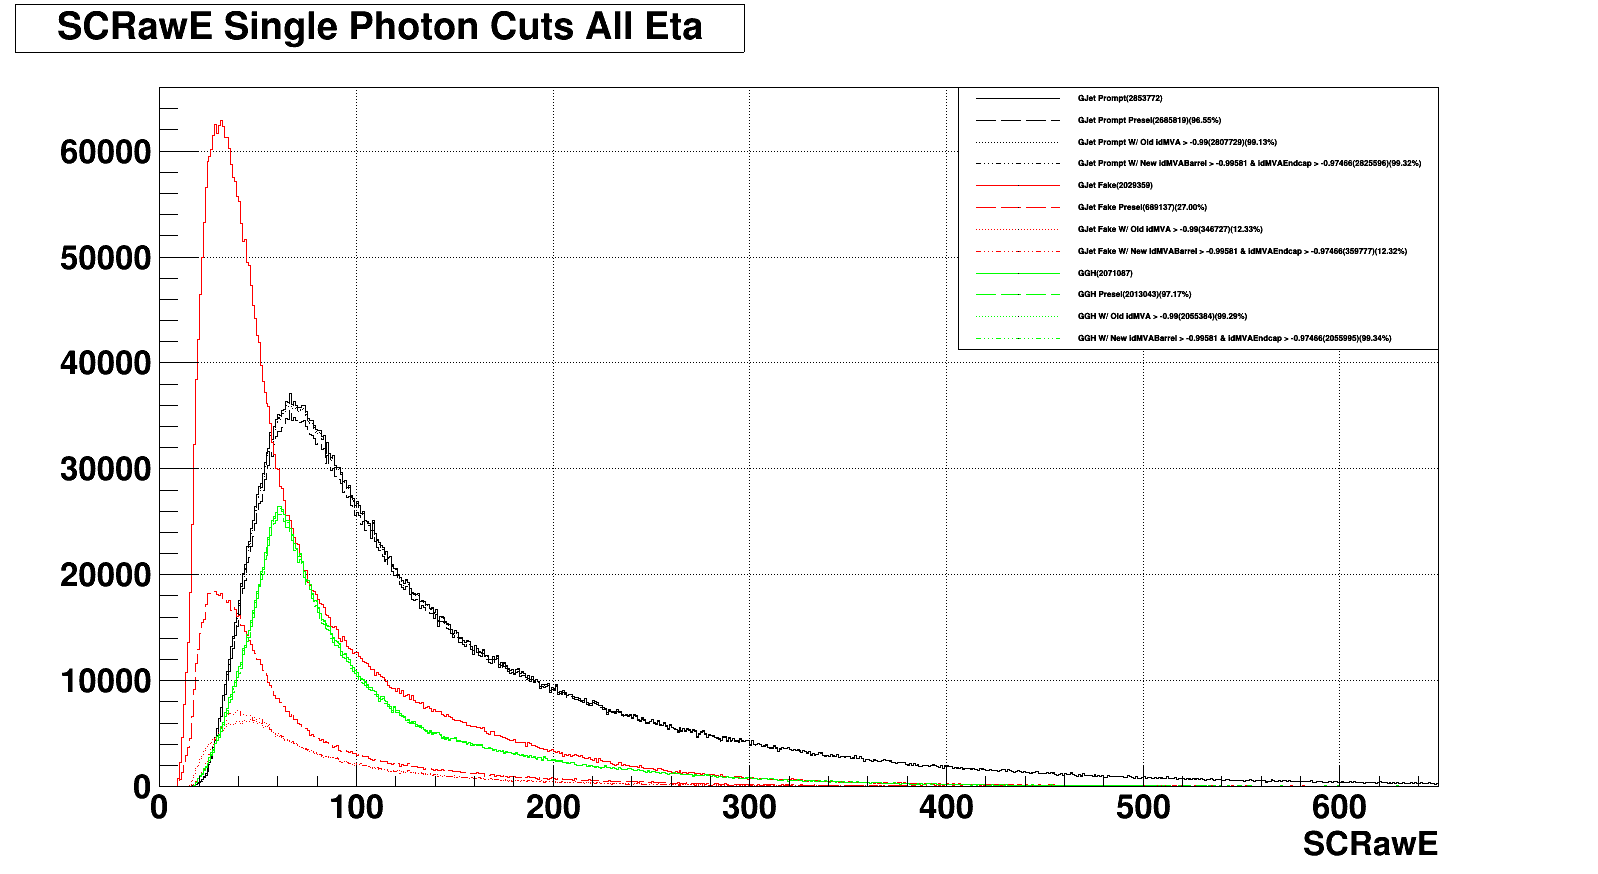 SCRawE Single Photon Cuts All Eta
GJet Prompt(2853772)
GJet Prompt Presel(2685819)(96.55%)
GJet Prompt W/ Old idMVA > -0.99(2807729)(99.13%)
GJet Prompt W/ New idMVABarrel > -0.99581 & idMVAEndcap > -0.97466(2825596)(99.32%)
GJet Fake(2029359)
GJet Fake Presel(689137)(27.00%)
GJet Fake W/ Old idMVA > -0.99(346727)(12.33%)
GJet Fake W/ New idMVABarrel > -0.99581 & idMVAEndcap > -0.97466(359777)(12.32%)
GGH(2071087)
GGH Presel(2013043)(97.17%)
GGH W/ Old idMVA > -0.99(2055384)(99.29%)
GGH W/ New idMVABarrel > -0.99581 & idMVAEndcap > -0.97466(2055995)(99.34%)
60000
50000
40000
30000
20000
10000
0
0 100 200 300 400 500 600
SCRawE